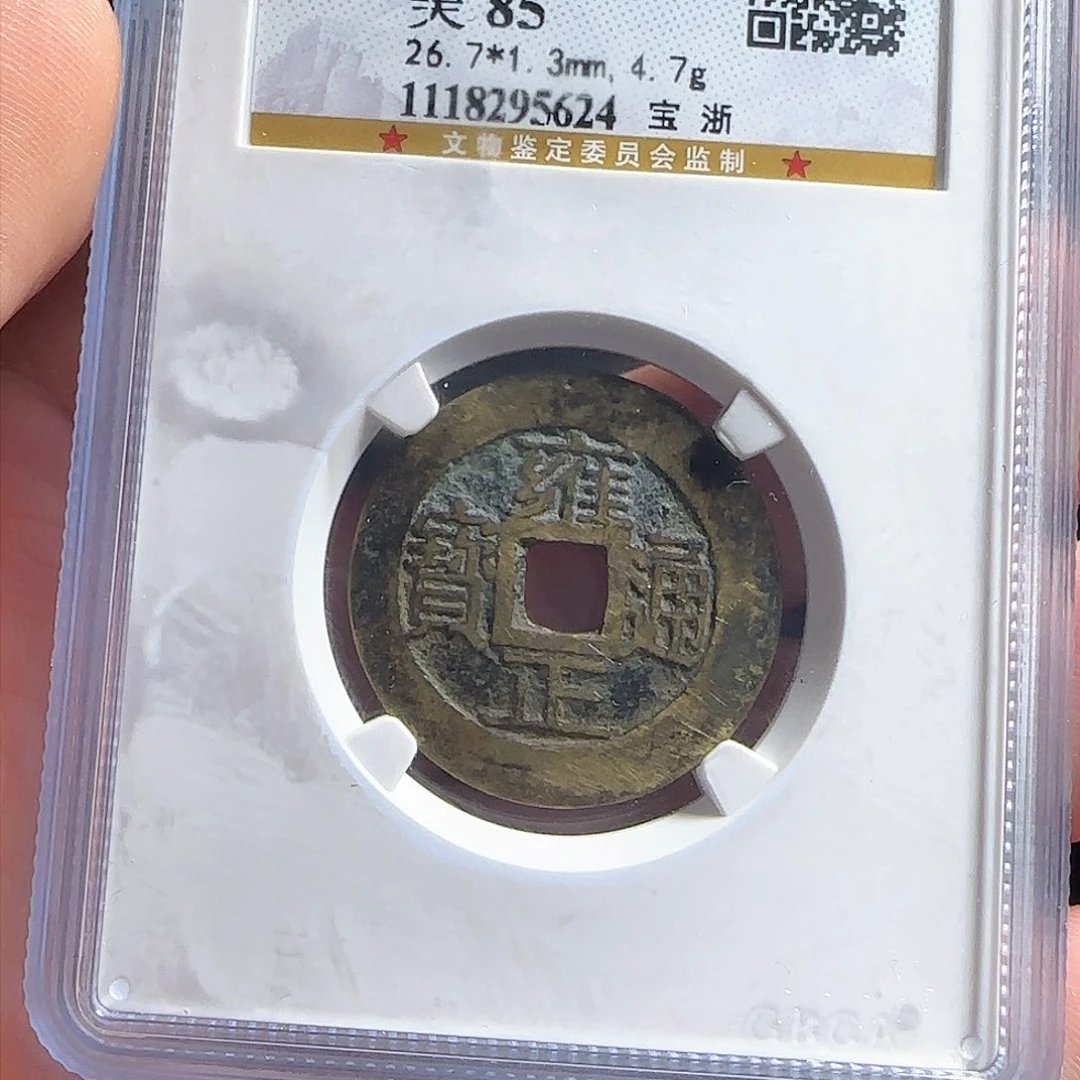 美 85
26.7*1.3mm, 4.7g
1118295624 宝浙
文物鉴定委员会监制
雍正通寳